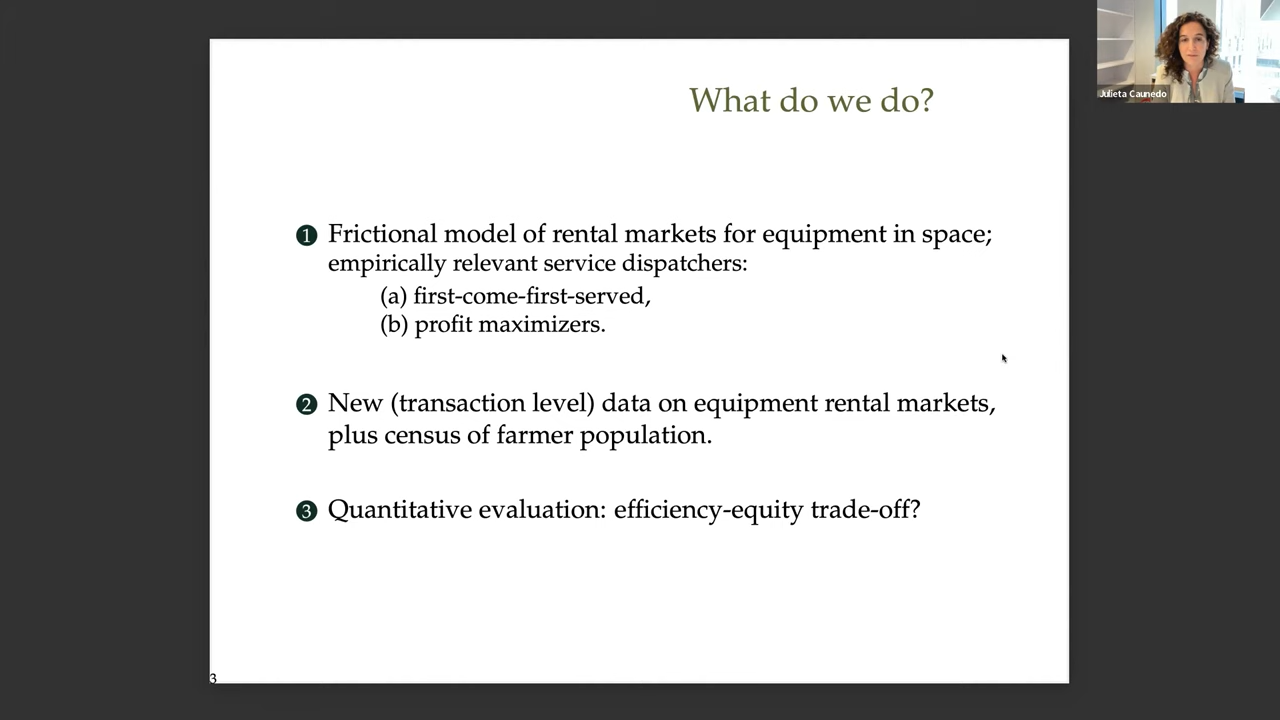 Julieta Caunedo
What do we do?
1 Frictional model of rental markets for equipment in space;
empirically relevant service dispatchers:
(a) first-come-first-served,
(b) profit maximizers.
2 New (transaction level) data on equipment rental markets,
plus census of farmer population.
3 Quantitative evaluation: efficiency-equity trade-off?
3